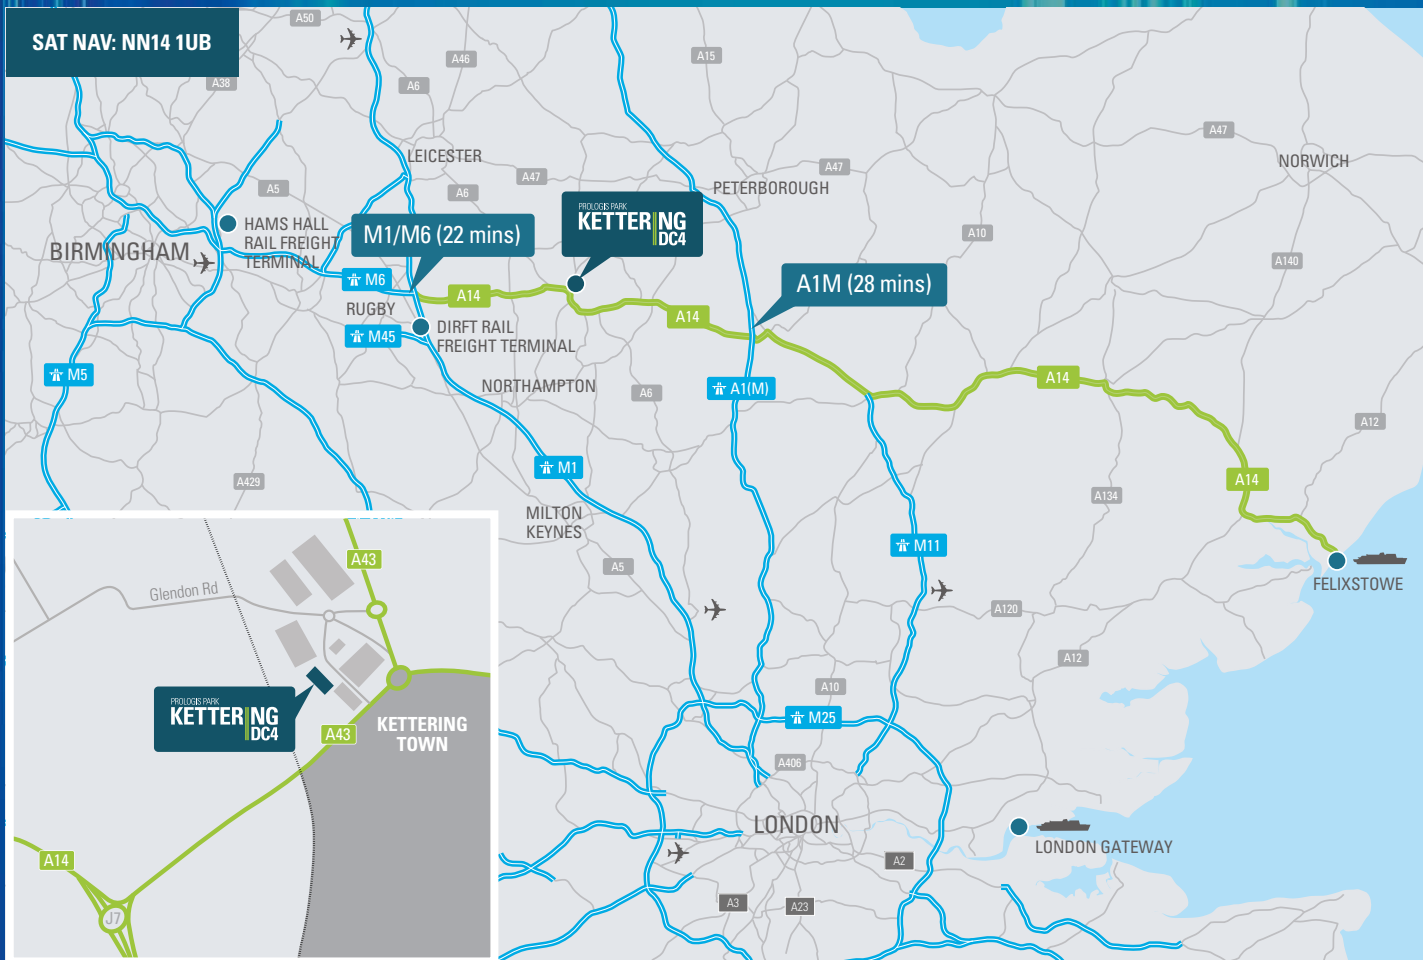 SAT NAV: NN14 1UB
A50
A46
A15
A38
A6
A47
LEICESTER
NORWICH
A5
A6
A47
A47
PETERBOROUGH
PROLOGIS PARK
KETTERING
DC4
HAMS HALL
RAIL FREIGHT
TERMINAL
BIRMINGHAM
M1/M6 (22 mins)
A10
A140
M6
A14
A1M (28 mins)
RUGBY
A14
M45
DIRFT RAIL
FREIGHT TERMINAL
M5
NORTHAMPTON
A6
A1(M)
A14
A12
M1
A429
A14
A134
MILTON
KEYNES
M11
A5
FELIXSTOWE
A120
A12
A10
M25
A406
LONDON
LONDON GATEWAY
A2
A3
A23
A43
Glendon Rd
PROLOGIS PARK
KETTERING
DC4
A43
KETTERING
TOWN
A14
J7